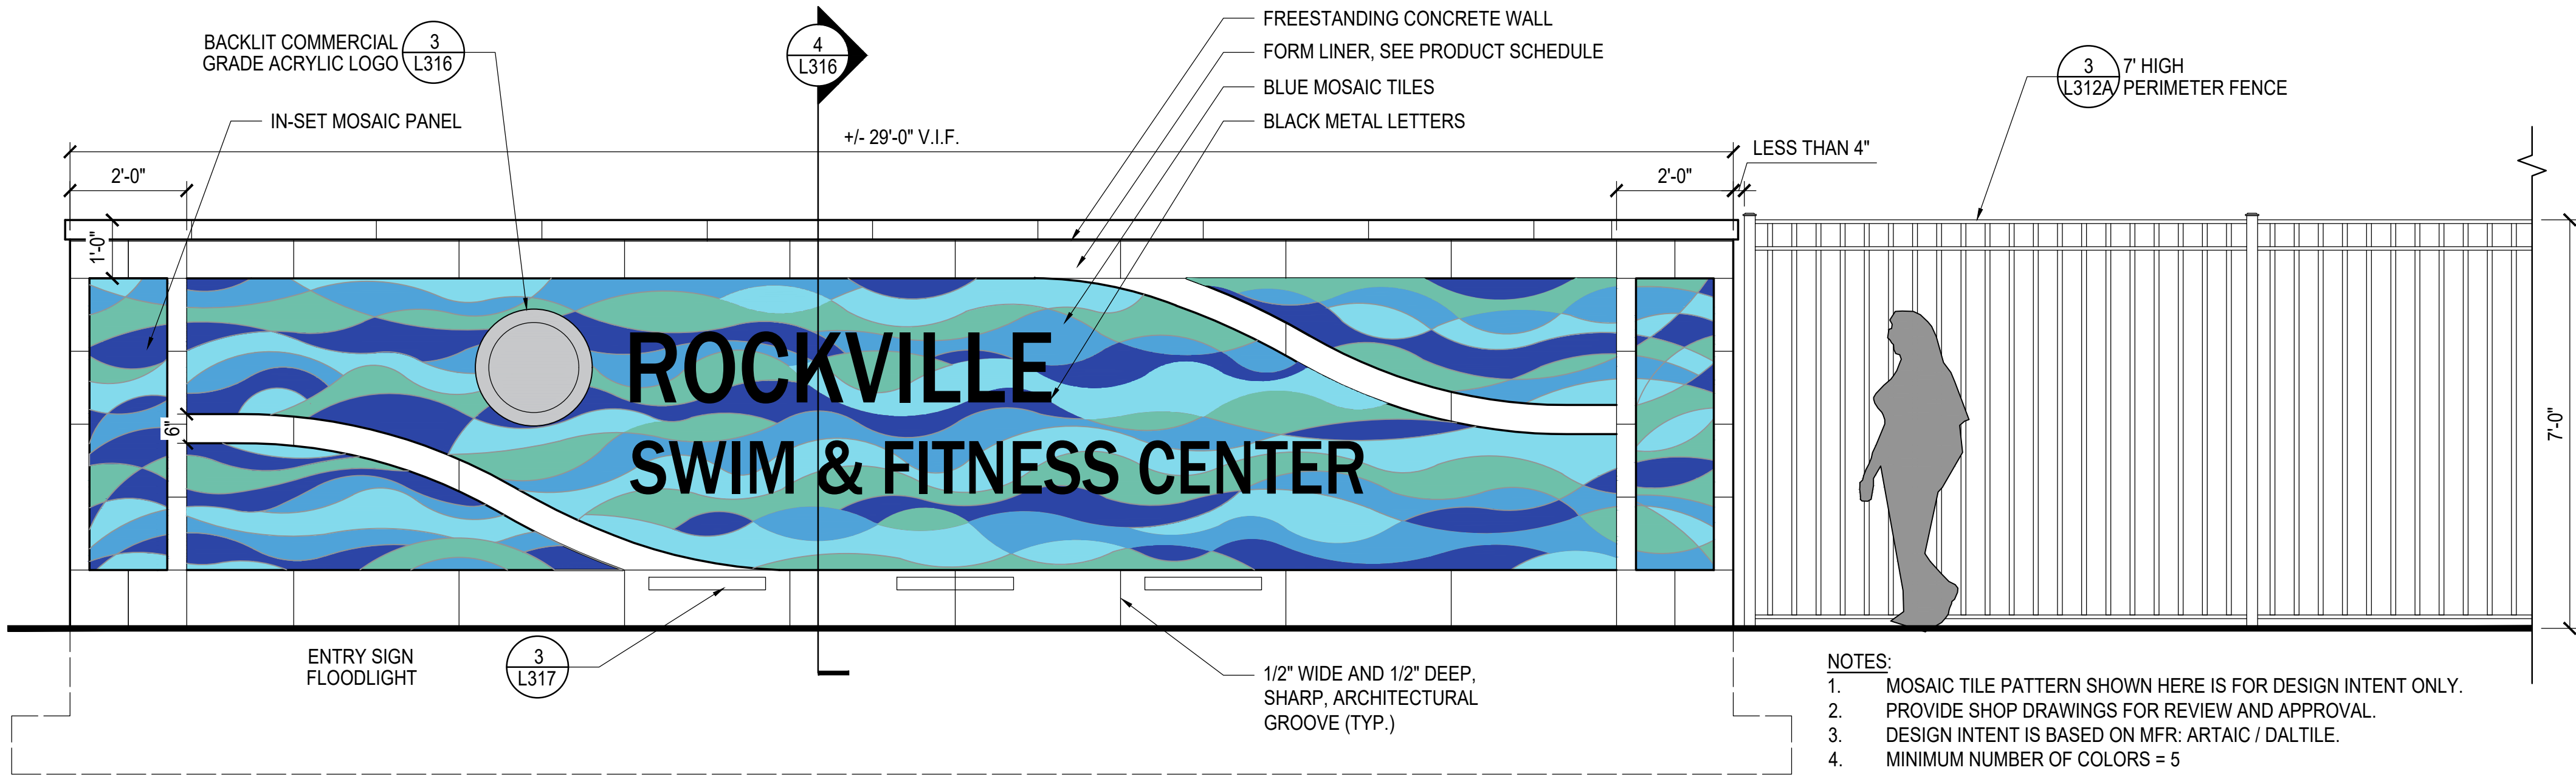 BACKLIT COMMERCIAL
GRADE ACRYLIC LOGO
3
L316
IN-SET MOSAIC PANEL
4
L316
FREESTANDING CONCRETE WALL
FORM LINER, SEE PRODUCT SCHEDULE
BLUE MOSAIC TILES
BLACK METAL LETTERS
3
L312A
7' HIGH
PERIMETER FENCE
+/- 29'-0" V.I.F.
LESS THAN 4"
2'-0"
2'-0"
1'-0"
6"
7'-0"
ROCKVILLE
SWIM & FITNESS CENTER
ENTRY SIGN
FLOODLIGHT
3
L317
1/2" WIDE AND 1/2" DEEP,
SHARP, ARCHITECTURAL
GROOVE (TYP.)
NOTES:
1. MOSAIC TILE PATTERN SHOWN HERE IS FOR DESIGN INTENT ONLY.
2. PROVIDE SHOP DRAWINGS FOR REVIEW AND APPROVAL.
3. DESIGN INTENT IS BASED ON MFR: ARTAIC / DALTILE.
4. MINIMUM NUMBER OF COLORS = 5